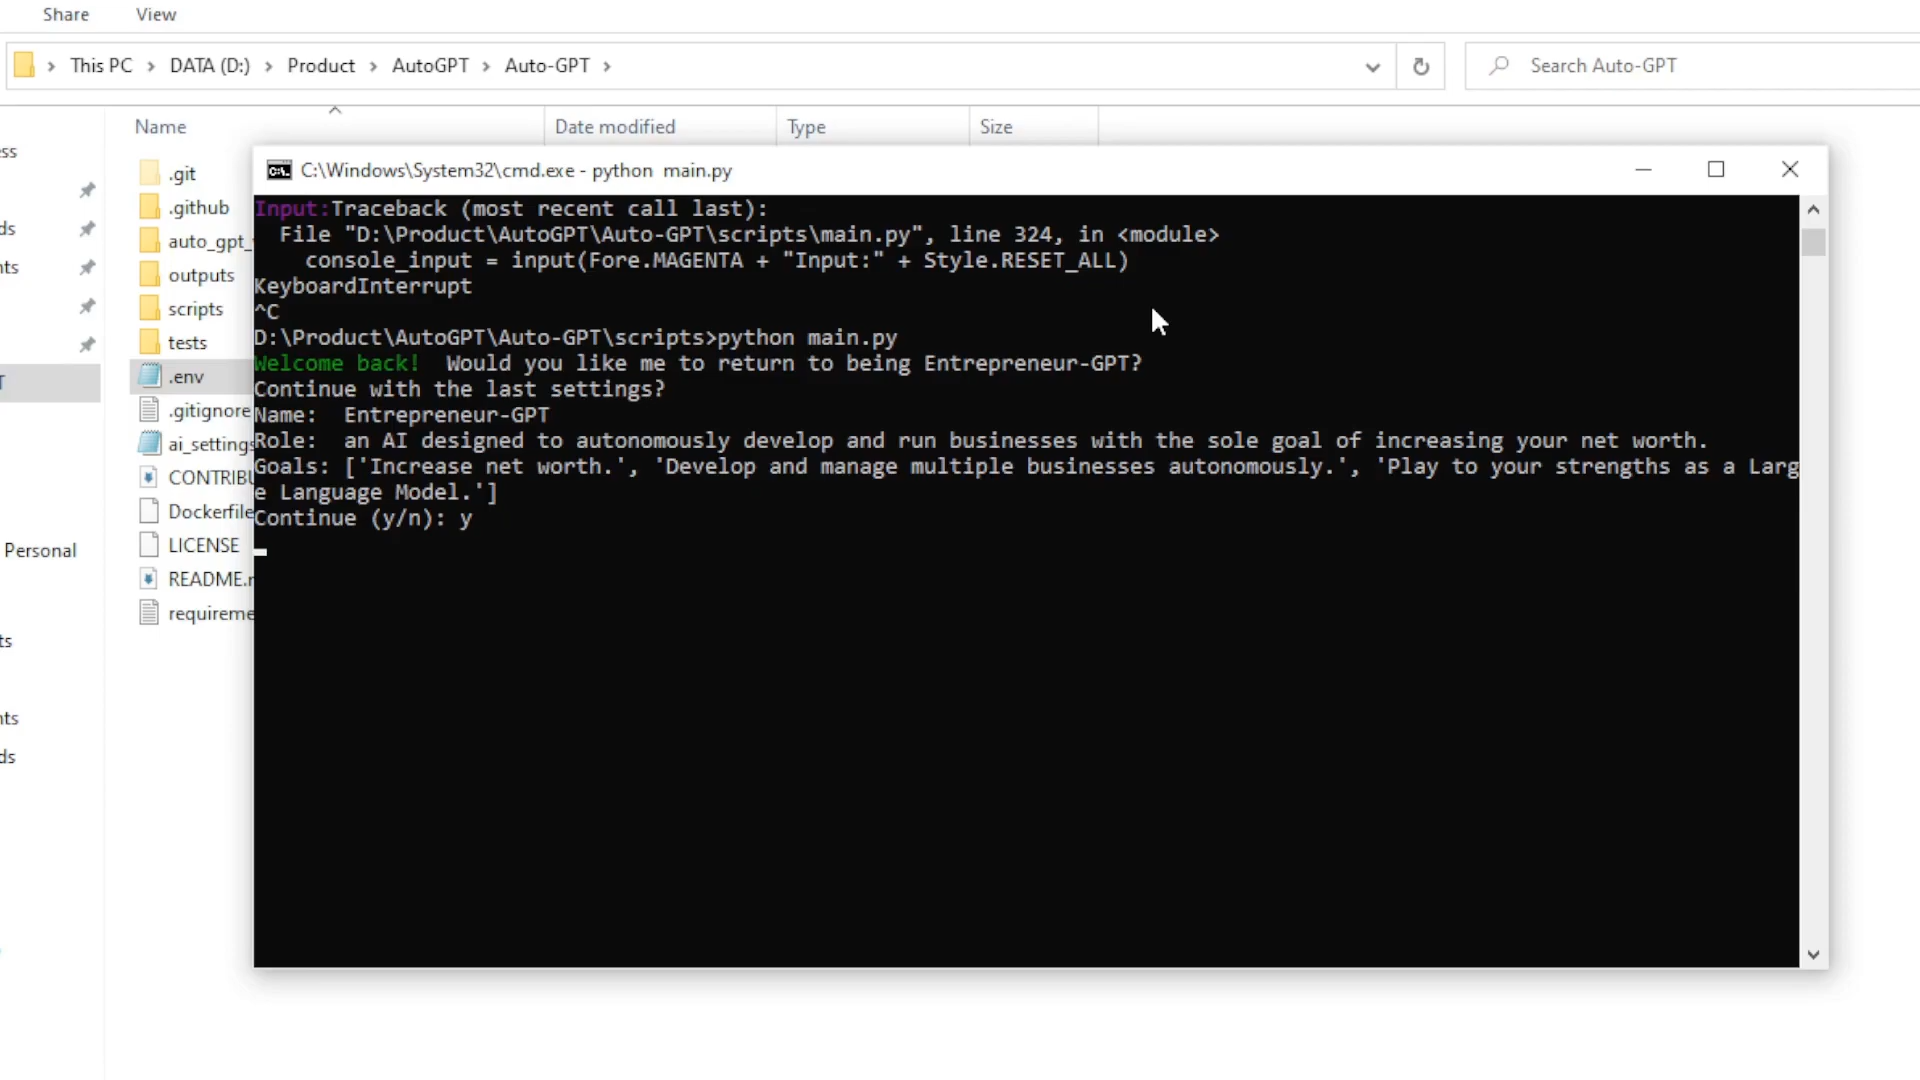 Share View
This PC > DATA (D:) > Product > AutoGPT > Auto-GPT >
Search Auto-GPT
Name Date modified Type Size
.git
.github
auto_gpt_
outputs
scripts
tests
.env
.gitignore
ai_settings
CONTRIBU
Dockerfile
LICENSE
README.
requireme
Personal
C:\Windows\System32\cmd.exe - python  main.py
Input:Traceback (most recent call last):
  File "D:\Product\AutoGPT\Auto-GPT\scripts\main.py", line 324, in <module>
    console_input = input(Fore.MAGENTA + "Input:" + Style.RESET_ALL)
KeyboardInterrupt
^C
D:\Product\AutoGPT\Auto-GPT\scripts>python main.py
Welcome back!  Would you like me to return to being Entrepreneur-GPT?
Continue with the last settings?
Name:  Entrepreneur-GPT
Role:  an AI designed to autonomously develop and run businesses with the sole goal of increasing your net worth.
Goals: ['Increase net worth.', 'Develop and manage multiple businesses autonomously.', 'Play to your strengths as a Larg
e Language Model.']
Continue (y/n): y